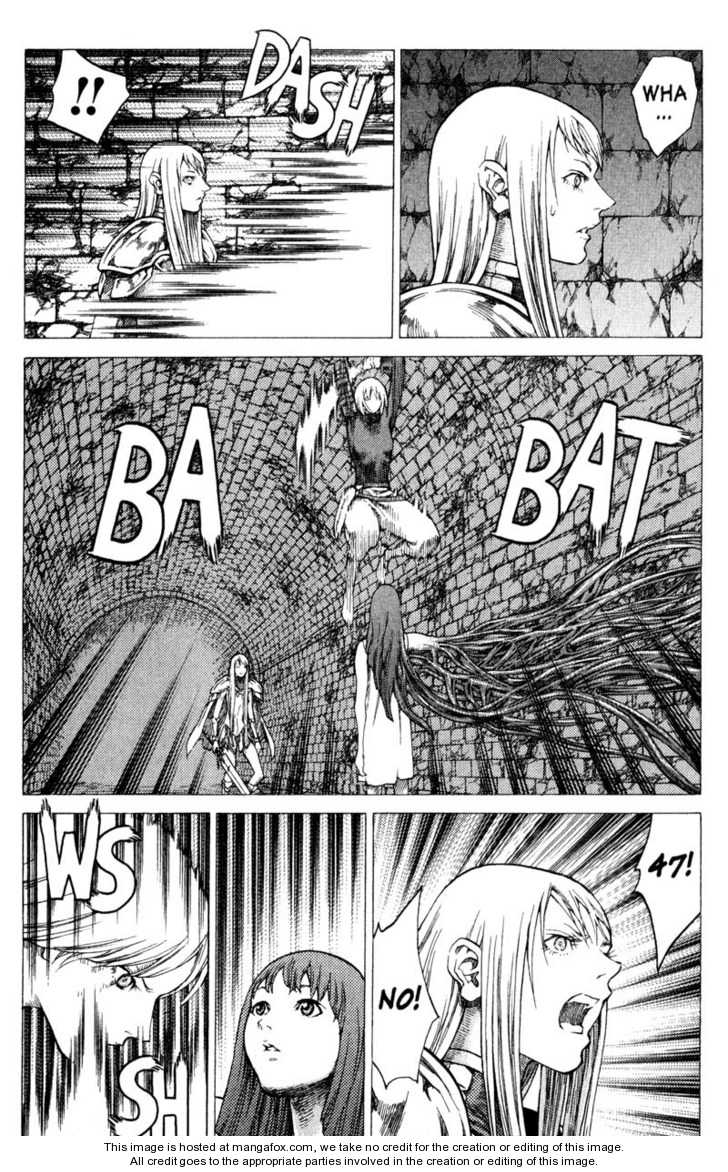 WHA
...
DASH
!!
BAT
BA
47!
NO!
WS
SH
This image is hosted at mangafox.com, we take no credit for the creation or editing of this image.
All credit goes to the appropriate parties involved in the creation or editing of this image.